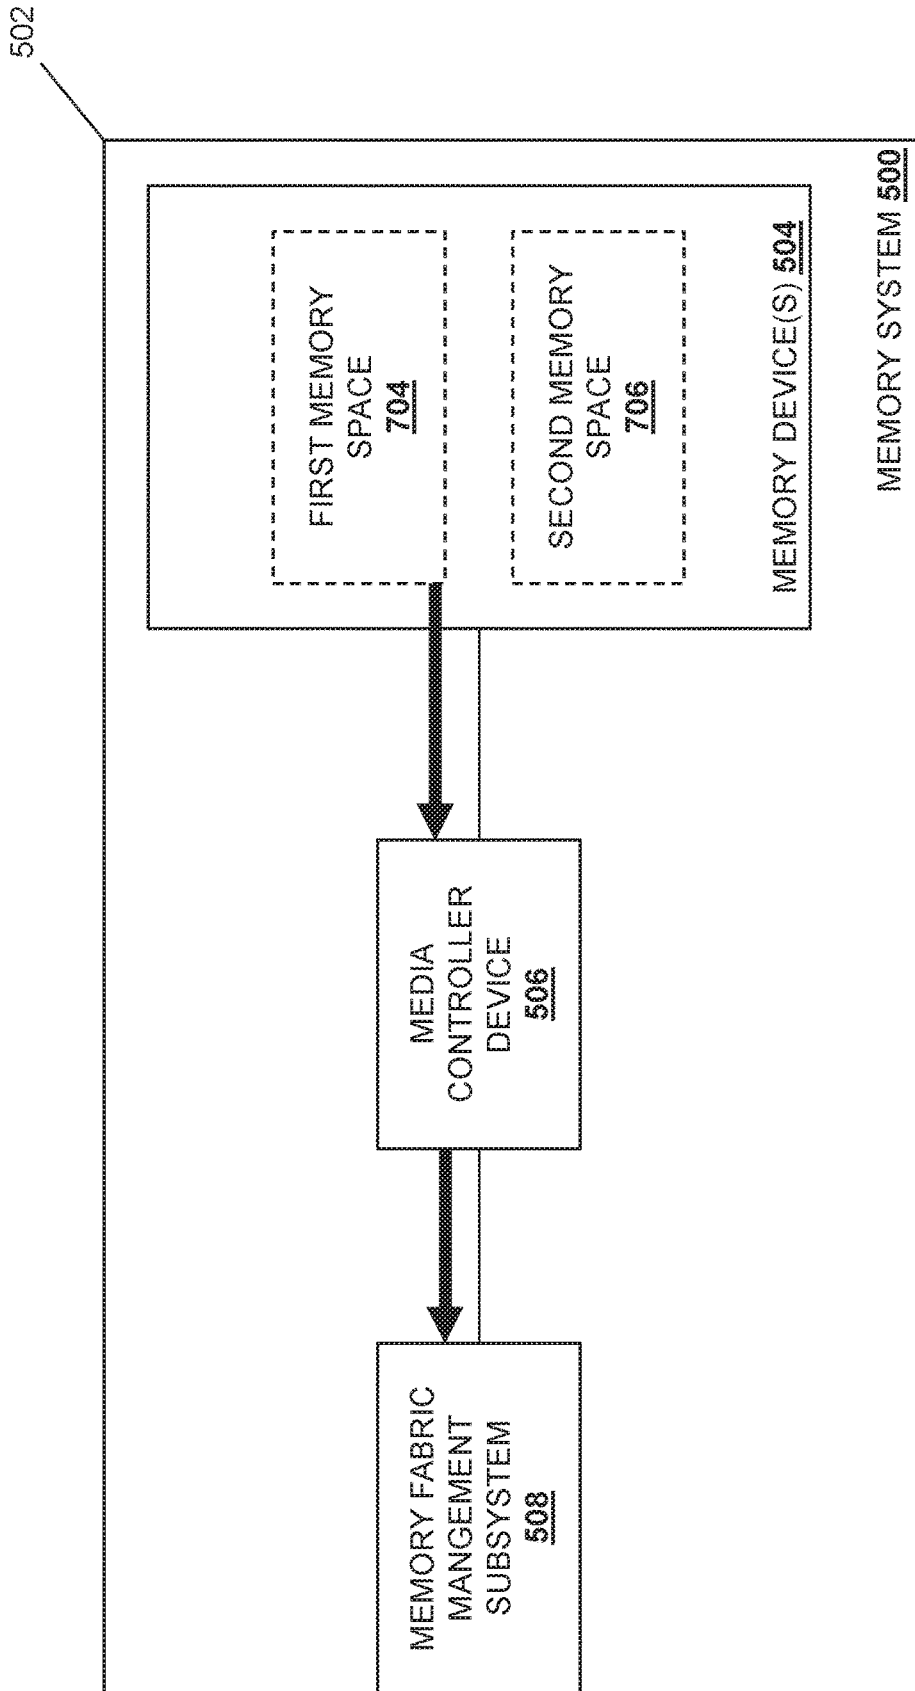 502
FIRST MEMORY
SPACE
704
SECOND MEMORY
SPACE
706
MEMORY DEVICE(S) 504
MEMORY SYSTEM 500
MEDIA
CONTROLLER
DEVICE
506
MEMORY FABRIC
MANGEMENT
SUBSYSTEM
508